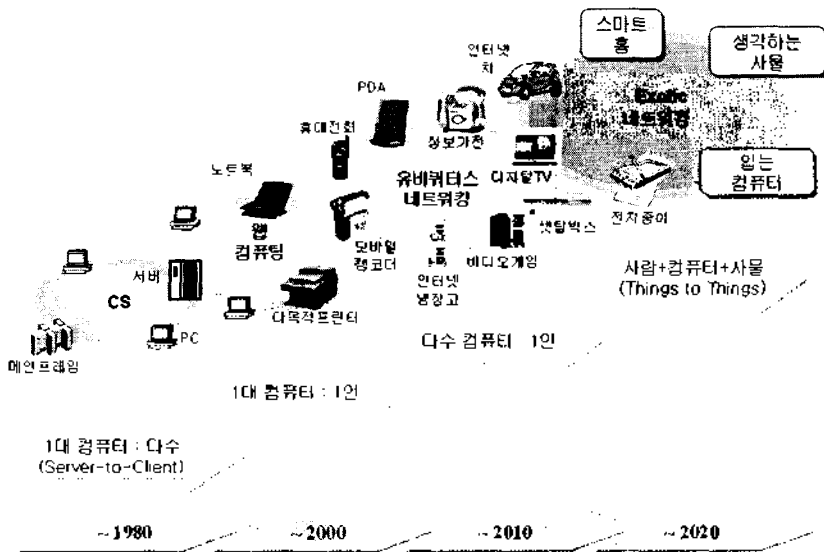 스마트
홈
생각하는
사물
인터넷
차
PDA
Exotic
네트워킹
휴대전화
정보가전
노트북
유비쿼터스
네트워킹
디지털TV
입는
컴퓨터
웹
컴퓨팅
모바일
캠코더
셋탑박스
전자종이
서버
CS
인터넷
냉장고
비디오게임
사람+컴퓨터+사물
(Things to Things)
다목적프린터
PC
메인프레임
다수 컴퓨터 1인
1대 컴퓨터 : 1인
1대 컴퓨터 : 다수
(Server-to-Client)
~1980
~2000
~2010
~2020